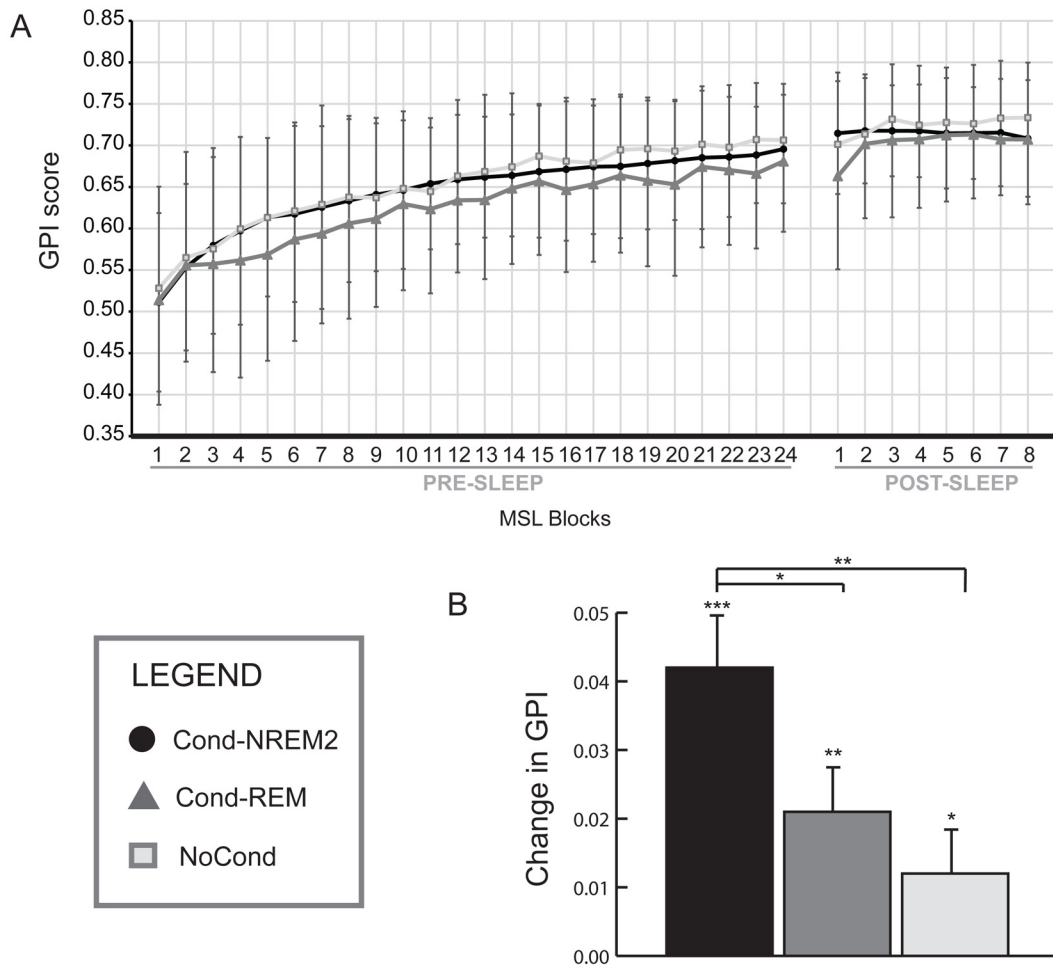 A
GPI score
0.85
0.80
0.75
0.70
0.65
0.60
0.55
0.50
0.45
0.40
0.35
1 2 3 4 5 6 7 8 9 10 11 12 13 14 15 16 17 18 19 20 21 22 23 24 1 2 3 4 5 6 7 8
PRE-SLEEP POST-SLEEP
MSL Blocks
LEGEND
Cond-NREM2
Cond-REM
NoCond
B
Change in GPI
**
*
0.05
***
0.04
0.03
**
0.02
*
0.01
0.00